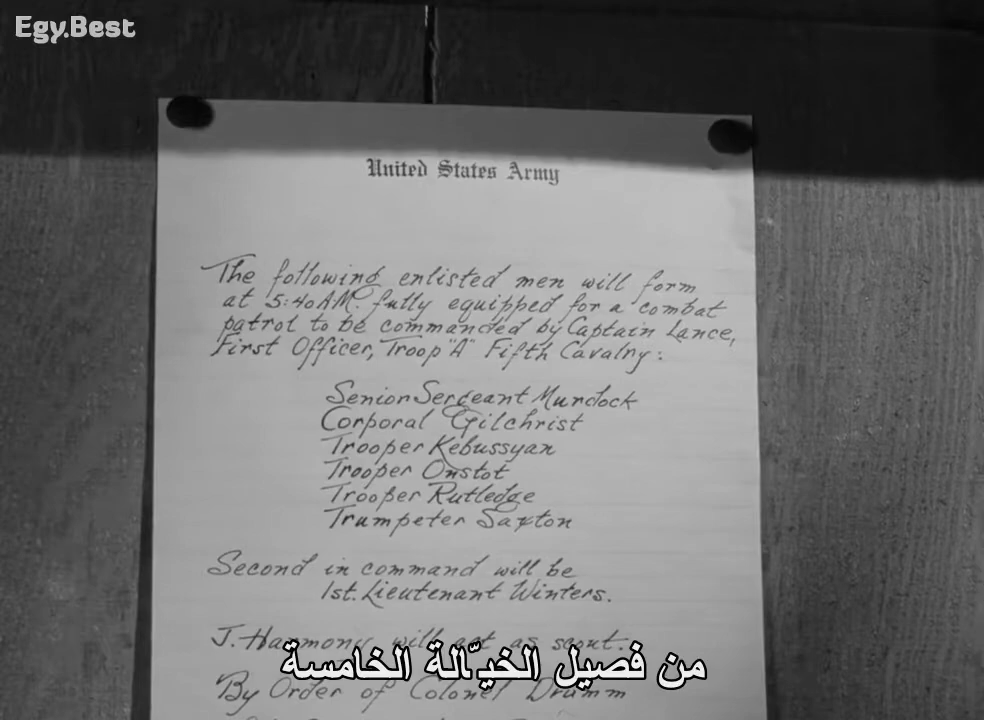 Egy.Best
United States Army
The following enlisted men will form
at 5:40 AM. fully equipped for a combat
patrol to be commanded by Captain Lance,
First Officer, Troop "A" Fifth Cavalry:
Senior Sergeant Murdock
Corporal Gilchrist
Trooper Kebussyan
Trooper Onstot
Trooper Rutledge
Trumpeter Saxton
Second in command will be
1st. Lieutenant Winters.
J. Harmony will act as scout.
من فصيل الخيّالة الخامسة
By Order of Colonel Drumm